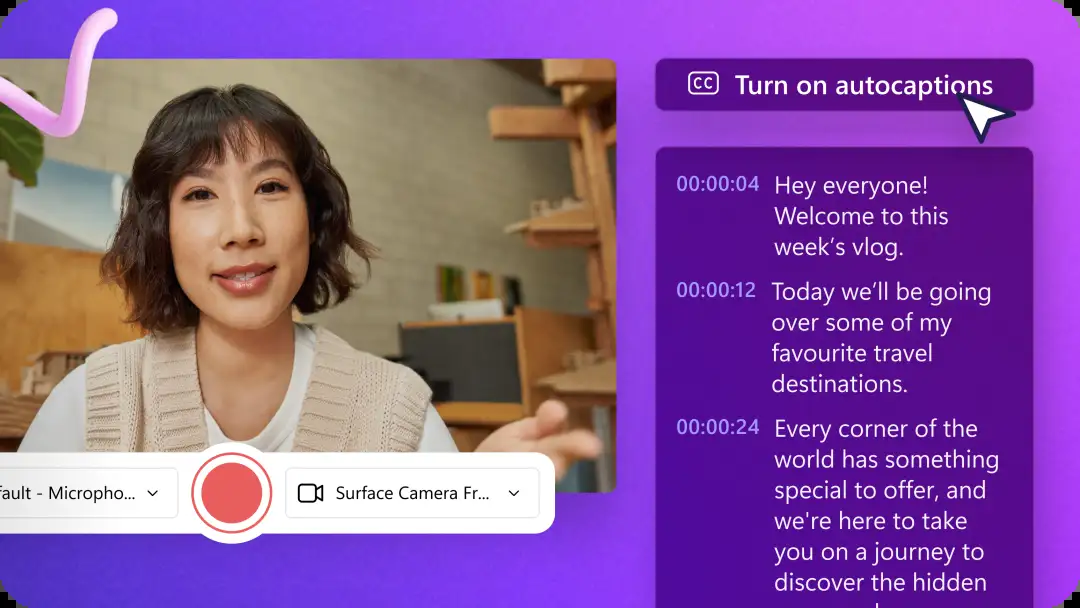 CC Turn on autocaptions
00:00:04 Hey everyone!
Welcome to this
week’s vlog.
00:00:12 Today we’ll be going
over some of my
favourite travel
destinations.
00:00:24 Every corner of the
world has something
special to offer, and
we're here to take
you on a journey to
discover the hidden
fault - Micropho...
Surface Camera Fr...